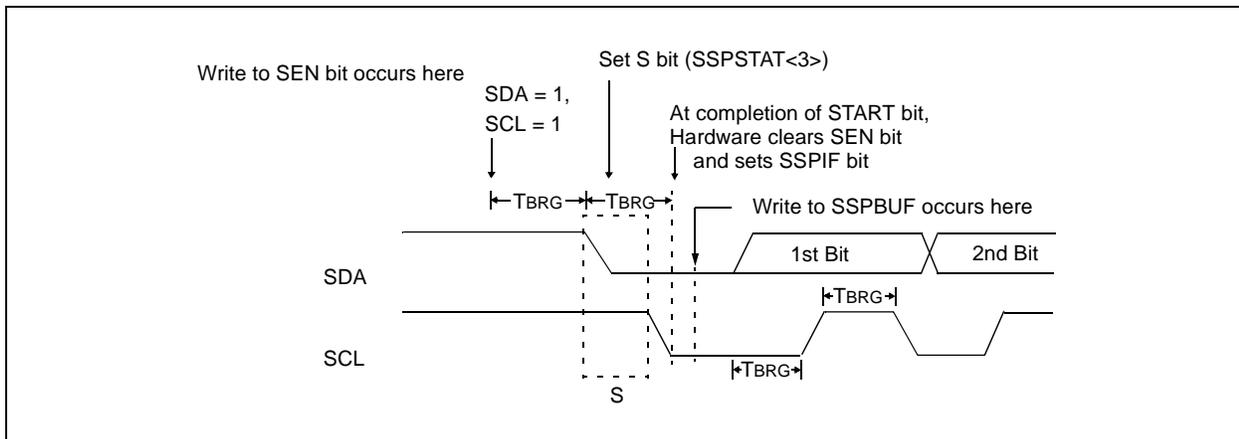 Set S bit (SSPSTAT<3>)
Write to SEN bit occurs here
SDA = 1,
SCL = 1
At completion of START bit,
Hardware clears SEN bit
and sets SSPIF bit
TBRG TBRG
Write to SSPBUF occurs here
1st Bit 2nd Bit
SDA
TBRG
SCL
TBRG
S